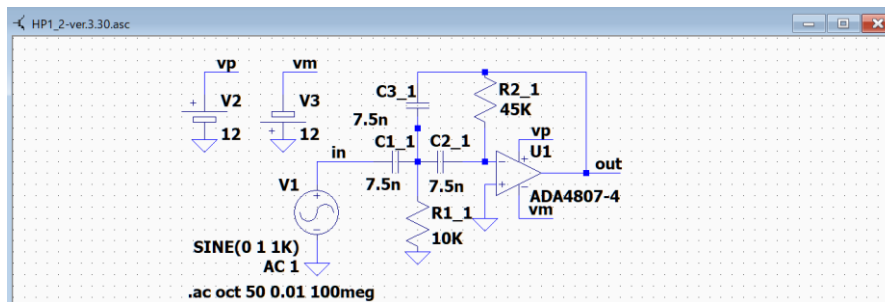 HP1_2-ver.3.30.asc
vp
vm
V2
12
V3
12
C3_1
7.5n
R2_1
45K
in
C1_1
7.5n
C2_1
7.5n
vp
U1
out
ADA4807-4
vm
V1
R1_1
10K
SINE(0 1 1K)
AC 1
.ac oct 50 0.01 100meg